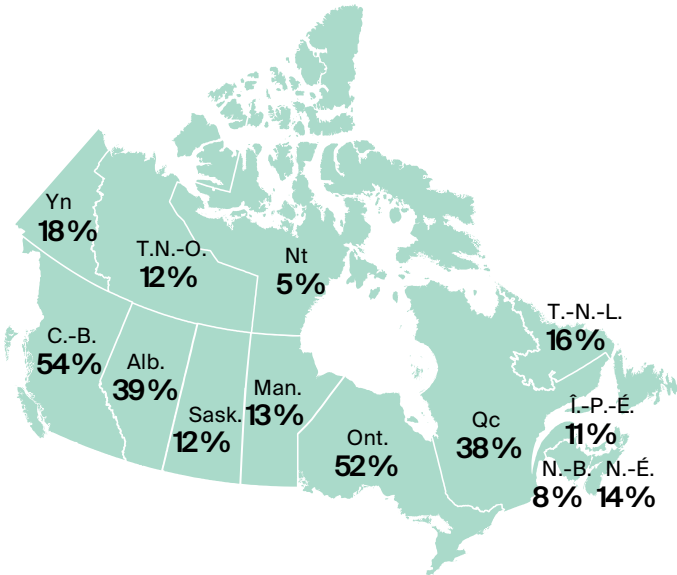 Yn
18%
T.N.-O.
12%
Nt
5%
C.-B.
54%
Alb.
39%
Sask.
12%
Man.
13%
Ont.
52%
Qc
38%
T.-N.-L.
16%
Î.-P.-É.
11%
N.-B.
8%
N.-É.
14%